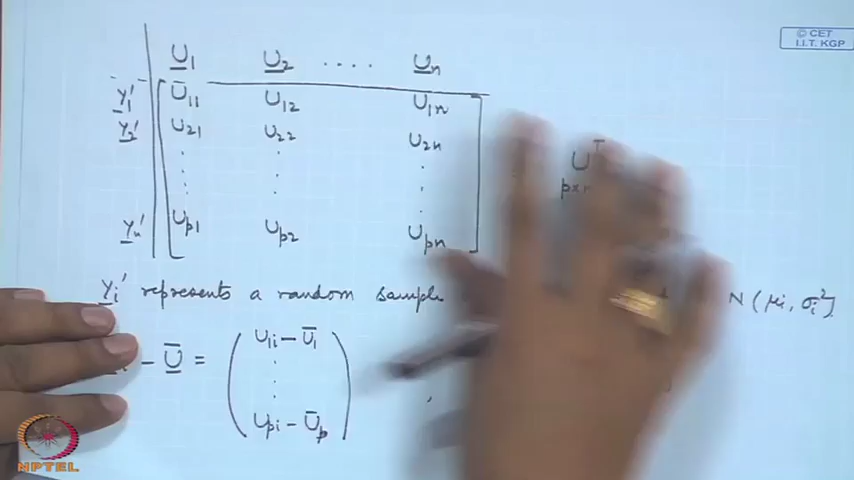 © CET
I.I.T. KGP
U1 U2 .... Un
y1' U11 U12 U1n
y2' U21 U22 U2n
U^T
p×n
yn' Up1 Up2 Upn
yi' represents a random sample N(μi, σi²)
- Ū = (U1i - Ū1 ... Upi - Ūp) ,
NPTEL